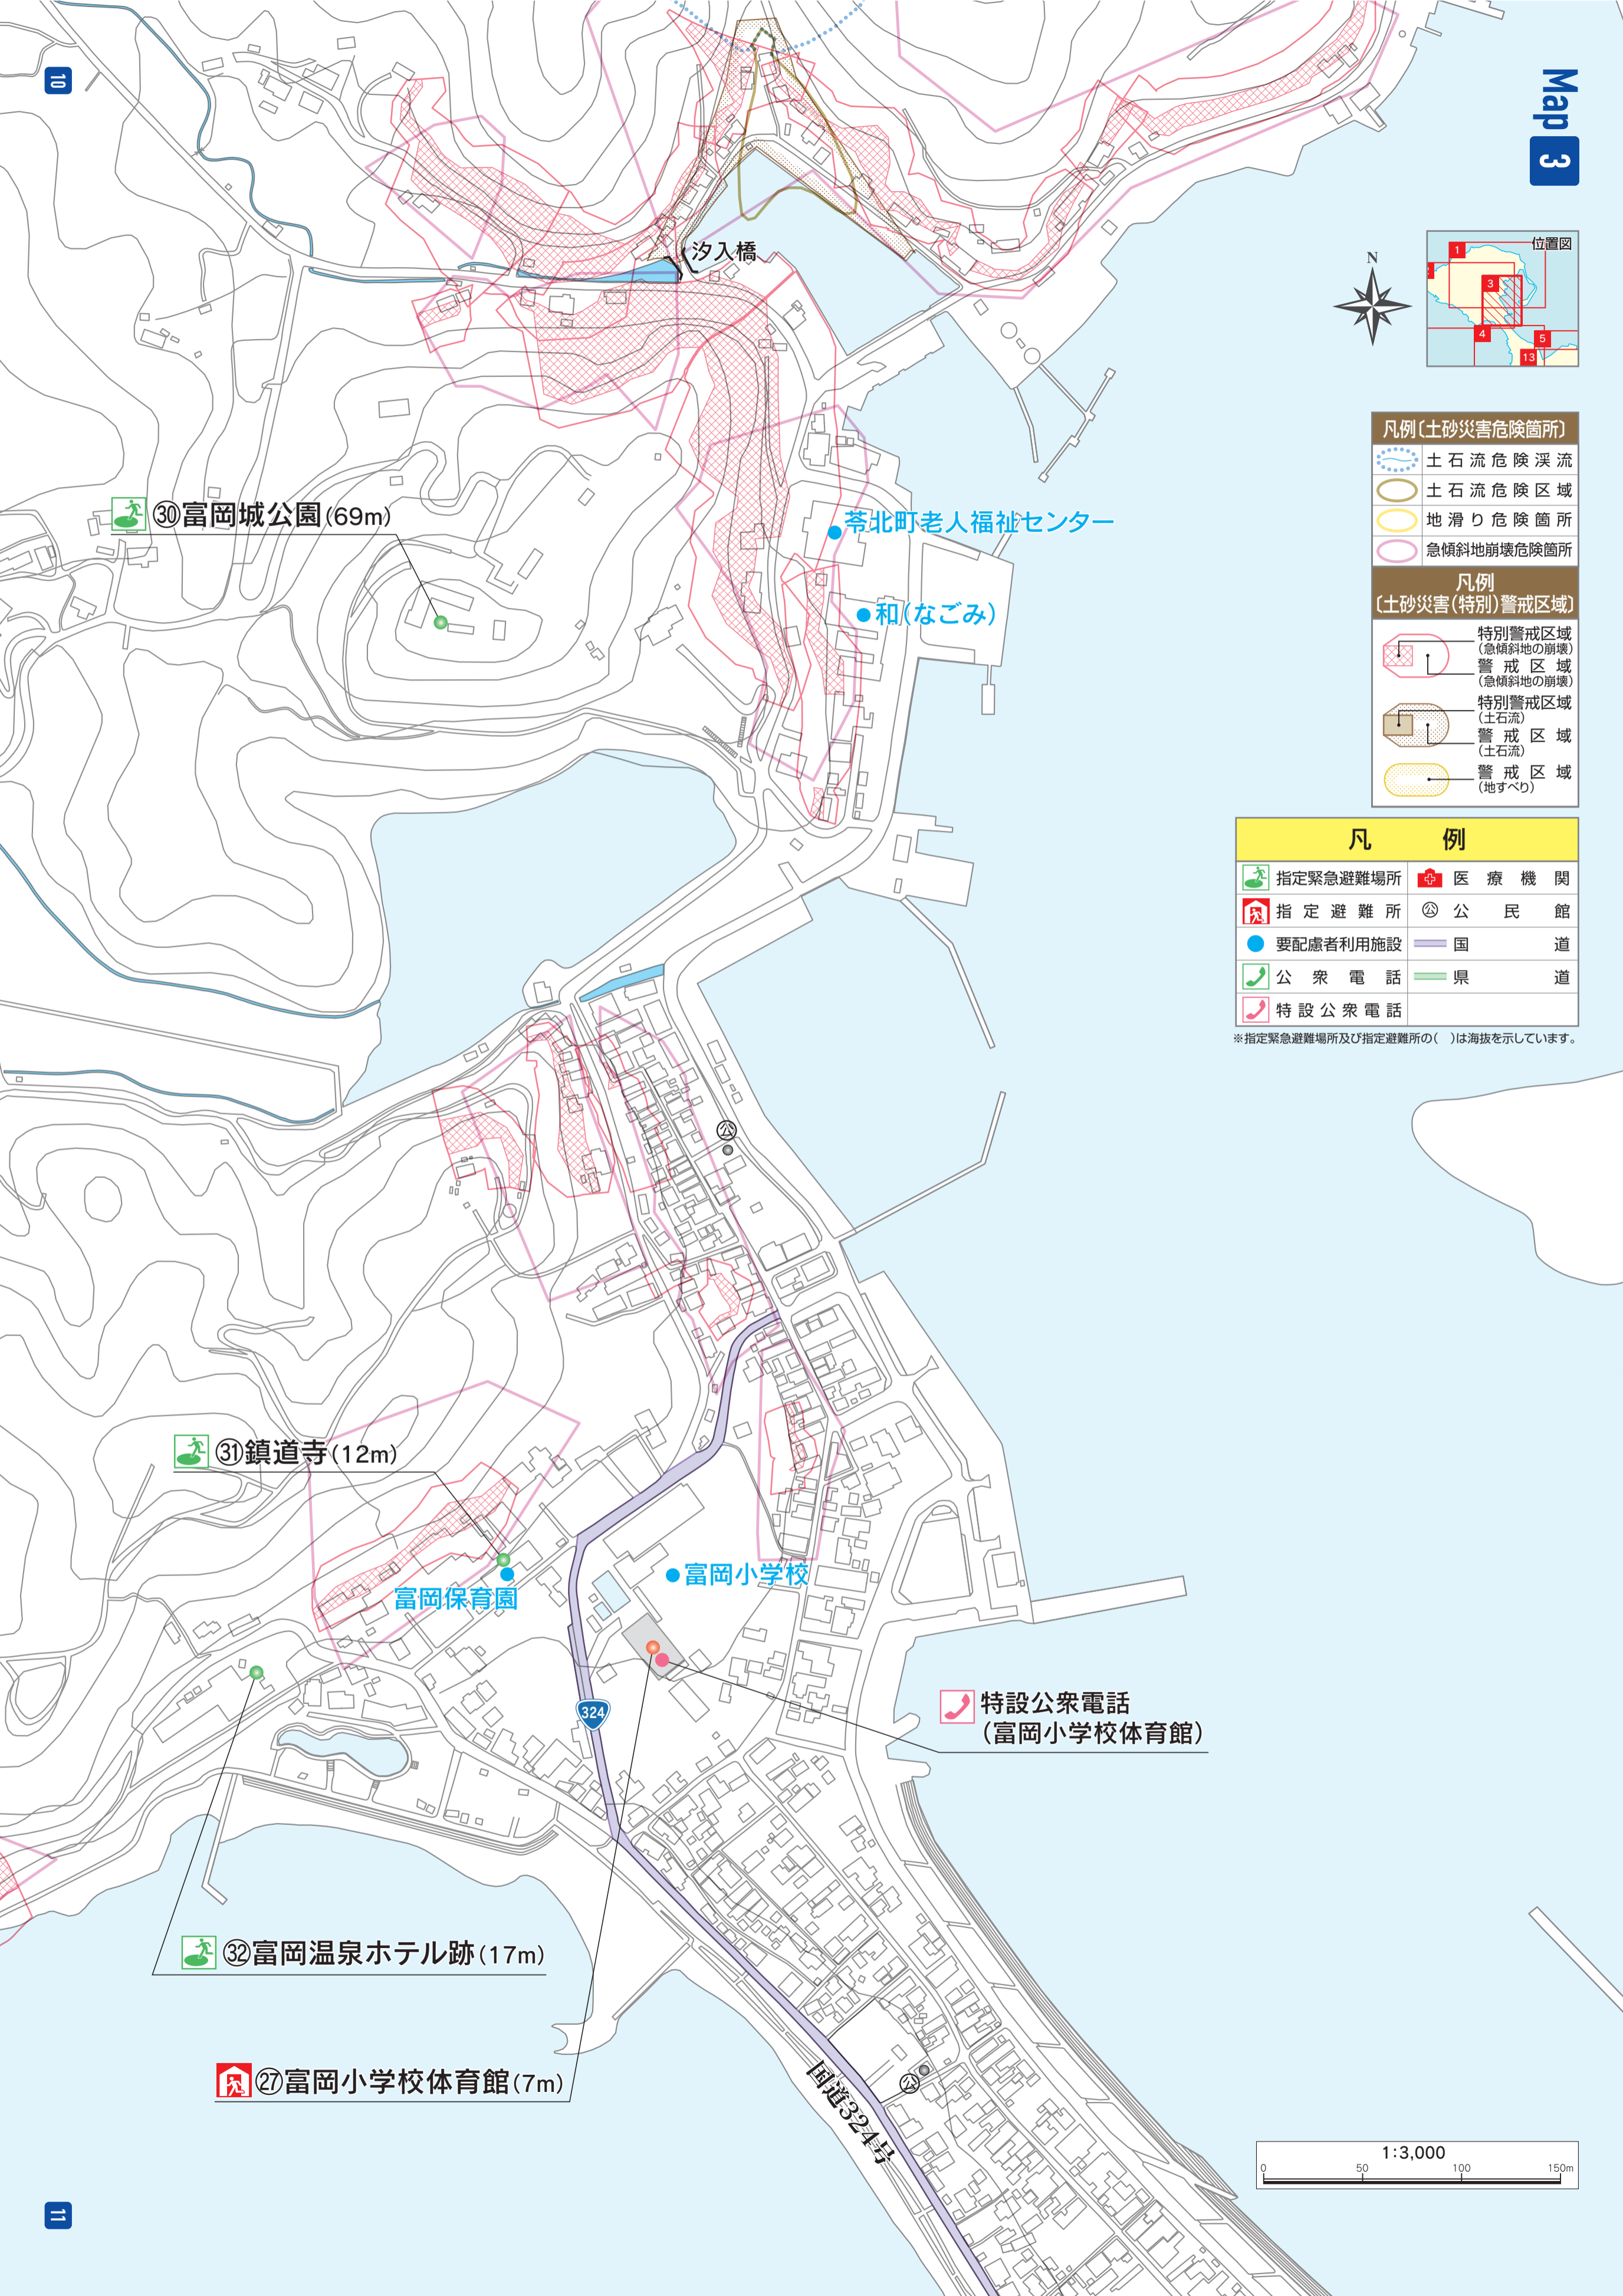 Map 3
10
位置図
1
3
4
5
13
N
汐入橋
凡例〔土砂災害危険箇所〕
土石流危険渓流
土石流危険区域
地滑り危険箇所
急傾斜地崩壊危険箇所
凡例
〔土砂災害(特別)警戒区域〕
特別警戒区域
(急傾斜地の崩壊)
警戒区域
(急傾斜地の崩壊)
特別警戒区域
(土石流)
警戒区域
(土石流)
警戒区域
(地すべり)
㉚富岡城公園(69m)
苓北町老人福祉センター
和(なごみ)
凡例
指定緊急避難場所
医療機関
指定避難所
公 公民館
要配慮者利用施設
国道
公衆電話
県道
特設公衆電話
※指定緊急避難場所及び指定避難所の( )は海抜を示しています。
公
㉛鎮道寺(12m)
富岡保育園
富岡小学校
324
特設公衆電話
(富岡小学校体育館)
㉜富岡温泉ホテル跡(17m)
㉗富岡小学校体育館(7m)
公
国道324号
1:3,000
0 50 100 150m
11